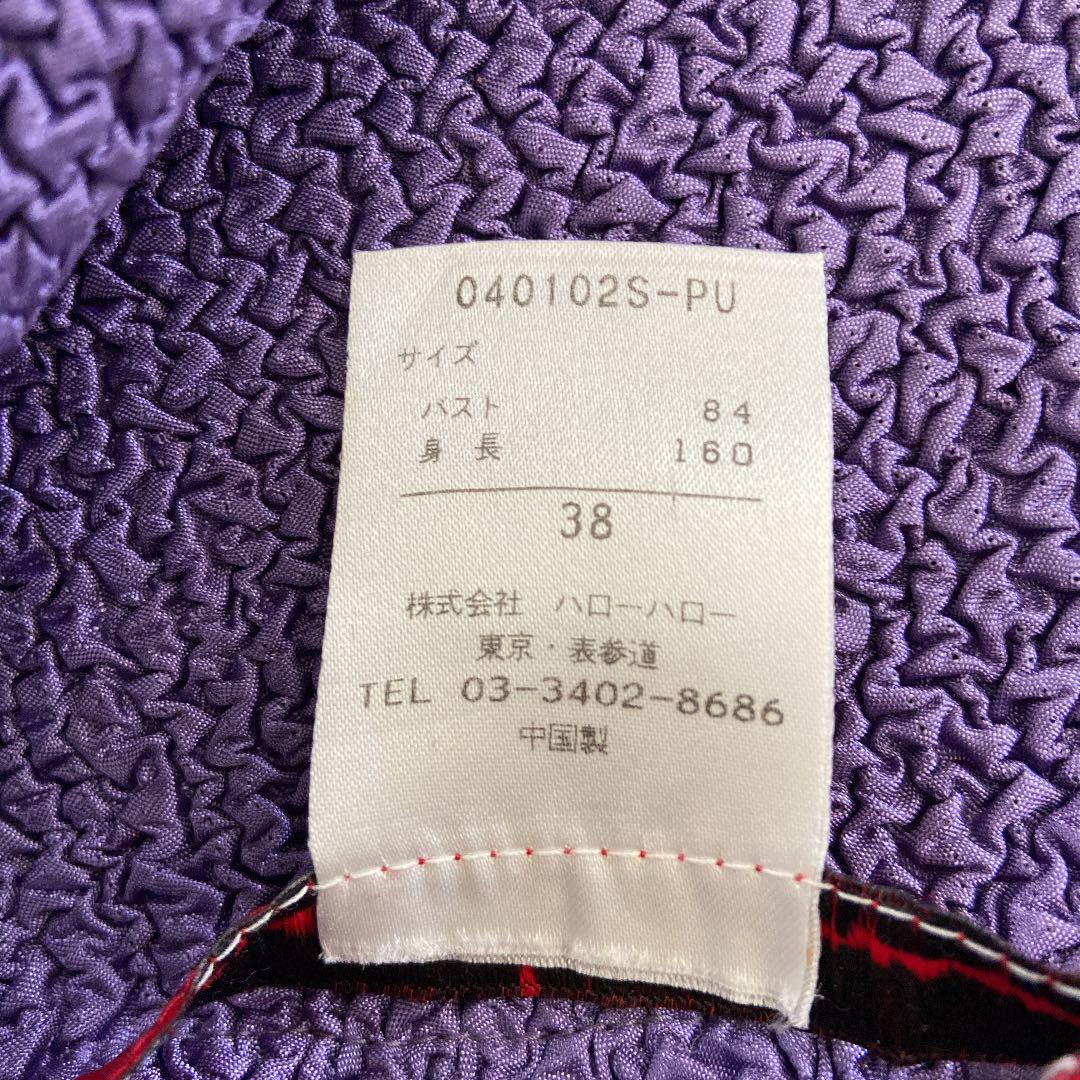 040102S-PU
サイズ
バスト 84
身長 160
38
株式会社 ハローハロー
東京・表参道
TEL 03-3402-8686
中国製